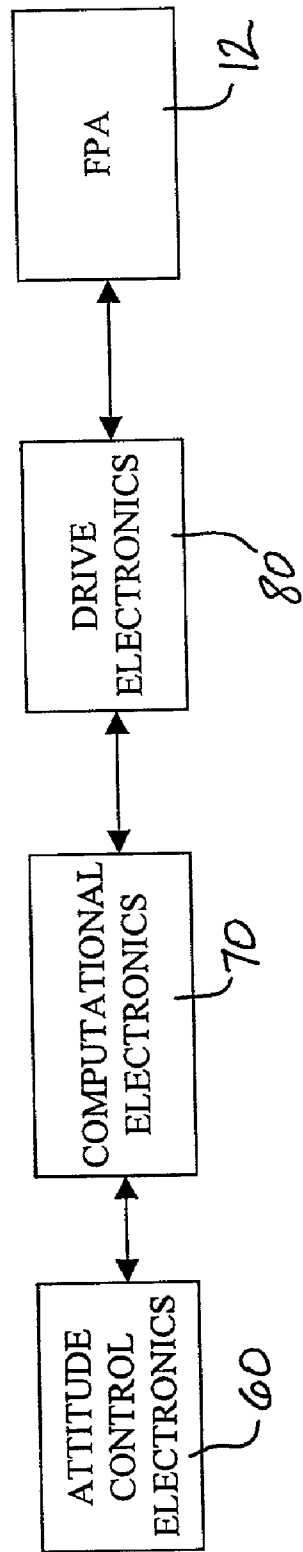 ATTITUDE
CONTROL
ELECTRONICS
60
COMPUTATIONAL
ELECTRONICS
70
DRIVE
ELECTRONICS
80
FPA
12